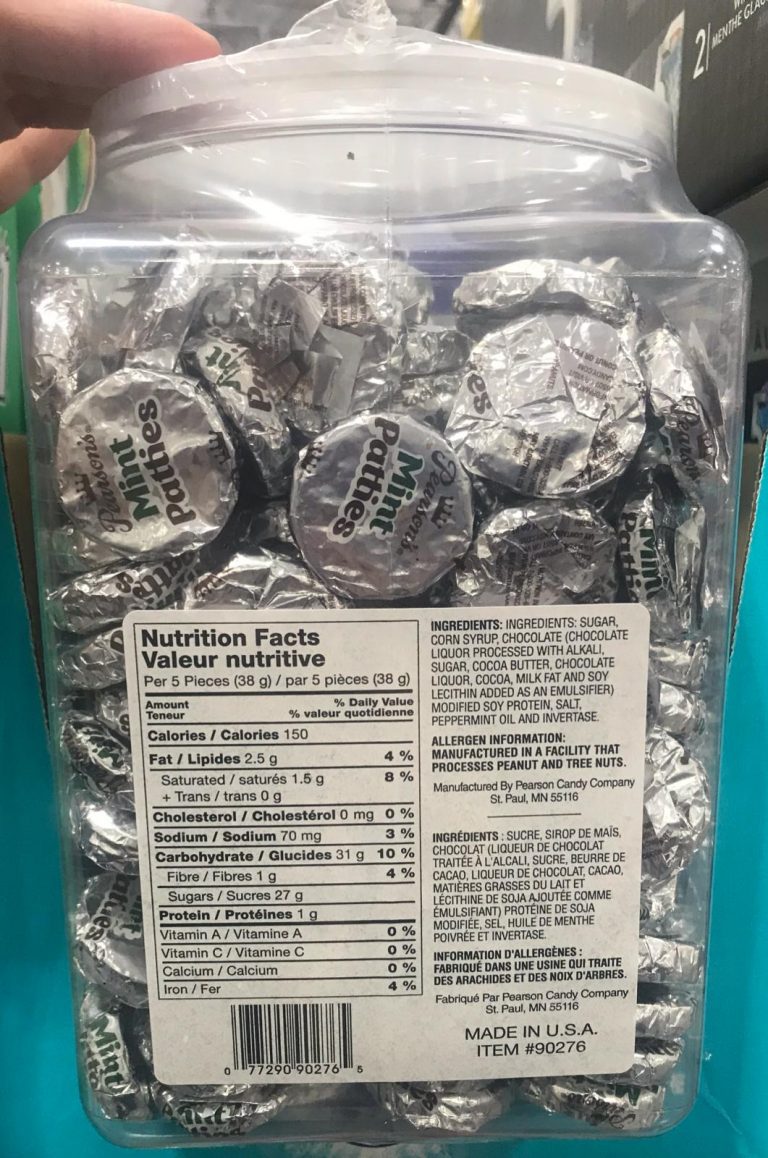 2 MENTHE
Pearson's
Mint
Patties
Pearson's
Mint
Patties
Nutrition Facts
Valeur nutritive
Per 5 Pieces (38 g) / par 5 pièces (38 g)
Amount % Daily Value
Teneur % valeur quotidienne
Calories / Calories 150
Fat / Lipides 2.5 g 4 %
Saturated / saturés 1.5 g 8 %
+ Trans / trans 0 g
Cholesterol / Cholestérol 0 mg 0 %
Sodium / Sodium 70 mg 3 %
Carbohydrate / Glucides 31 g 10 %
Fibre / Fibres 1 g 4 %
Sugars / Sucres 27 g
Protein / Protéines 1 g
Vitamin A / Vitamine A 0 %
Vitamin C / Vitamine C 0 %
Calcium / Calcium 0 %
Iron / Fer 4 %
0 77290 90276 5
INGREDIENTS: INGREDIENTS: SUGAR,
CORN SYRUP, CHOCOLATE (CHOCOLATE
LIQUOR PROCESSED WITH ALKALI,
SUGAR, COCOA BUTTER, CHOCOLATE
LIQUOR, COCOA, MILK FAT AND SOY
LECITHIN ADDED AS AN EMULSIFIER)
MODIFIED SOY PROTEIN, SALT,
PEPPERMINT OIL AND INVERTASE.
ALLERGEN INFORMATION:
MANUFACTURED IN A FACILITY THAT
PROCESSES PEANUT AND TREE NUTS.
Manufactured By Pearson Candy Company
St. Paul, MN 55116
INGRÉDIENTS : SUCRE, SIROP DE MAÏS,
CHOCOLAT (LIQUEUR DE CHOCOLAT
TRAITÉE À L'ALCALI, SUCRE, BEURRE DE
CACAO, LIQUEUR DE CHOCOLAT, CACAO,
MATIÈRES GRASSES DU LAIT ET
LÉCITHINE DE SOJA AJOUTÉE COMME
ÉMULSIFIANT) PROTÉINE DE SOJA
MODIFIÉE, SEL, HUILE DE MENTHE
POIVRÉE ET INVERTASE.
INFORMATION D'ALLERGÈNES :
FABRIQUÉ DANS UNE USINE QUI TRAITE
DES ARACHIDES ET DES NOIX D'ARBRES.
Fabriqué Par Pearson Candy Company
St. Paul, MN 55116
MADE IN U.S.A.
ITEM #90276